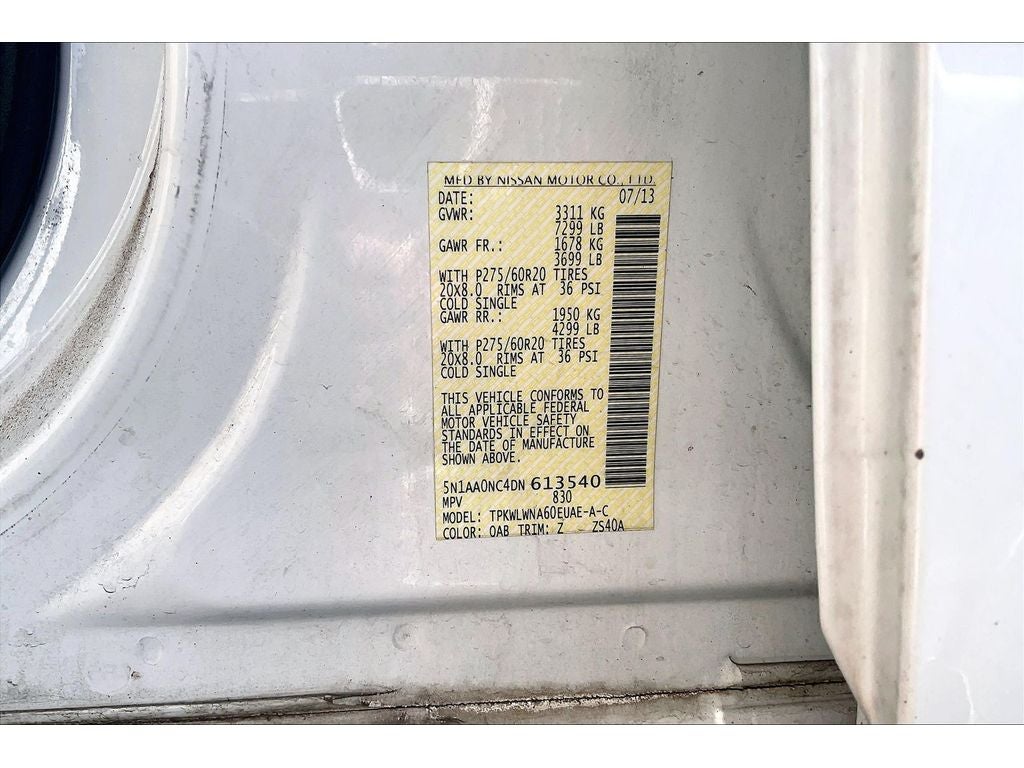 MFD BY NISSAN MOTOR CO., LTD.
DATE: 07/13
GVWR: 3311 KG
7299 LB
GAWR FR.: 1678 KG
3699 LB
WITH P275/60R20 TIRES
20X8.0 RIMS AT 36 PSI
COLD SINGLE
GAWR RR.: 1950 KG
4299 LB
WITH P275/60R20 TIRES
20X8.0 RIMS AT 36 PSI
COLD SINGLE
THIS VEHICLE CONFORMS TO
ALL APPLICABLE FEDERAL
MOTOR VEHICLE SAFETY
STANDARDS IN EFFECT ON
THE DATE OF MANUFACTURE
SHOWN ABOVE.
5N1AA0NC4DN 613540
MPV 830
MODEL: TPKWLWNA60EUAE-A-C
COLOR: QAB TRIM: Z ZS40A